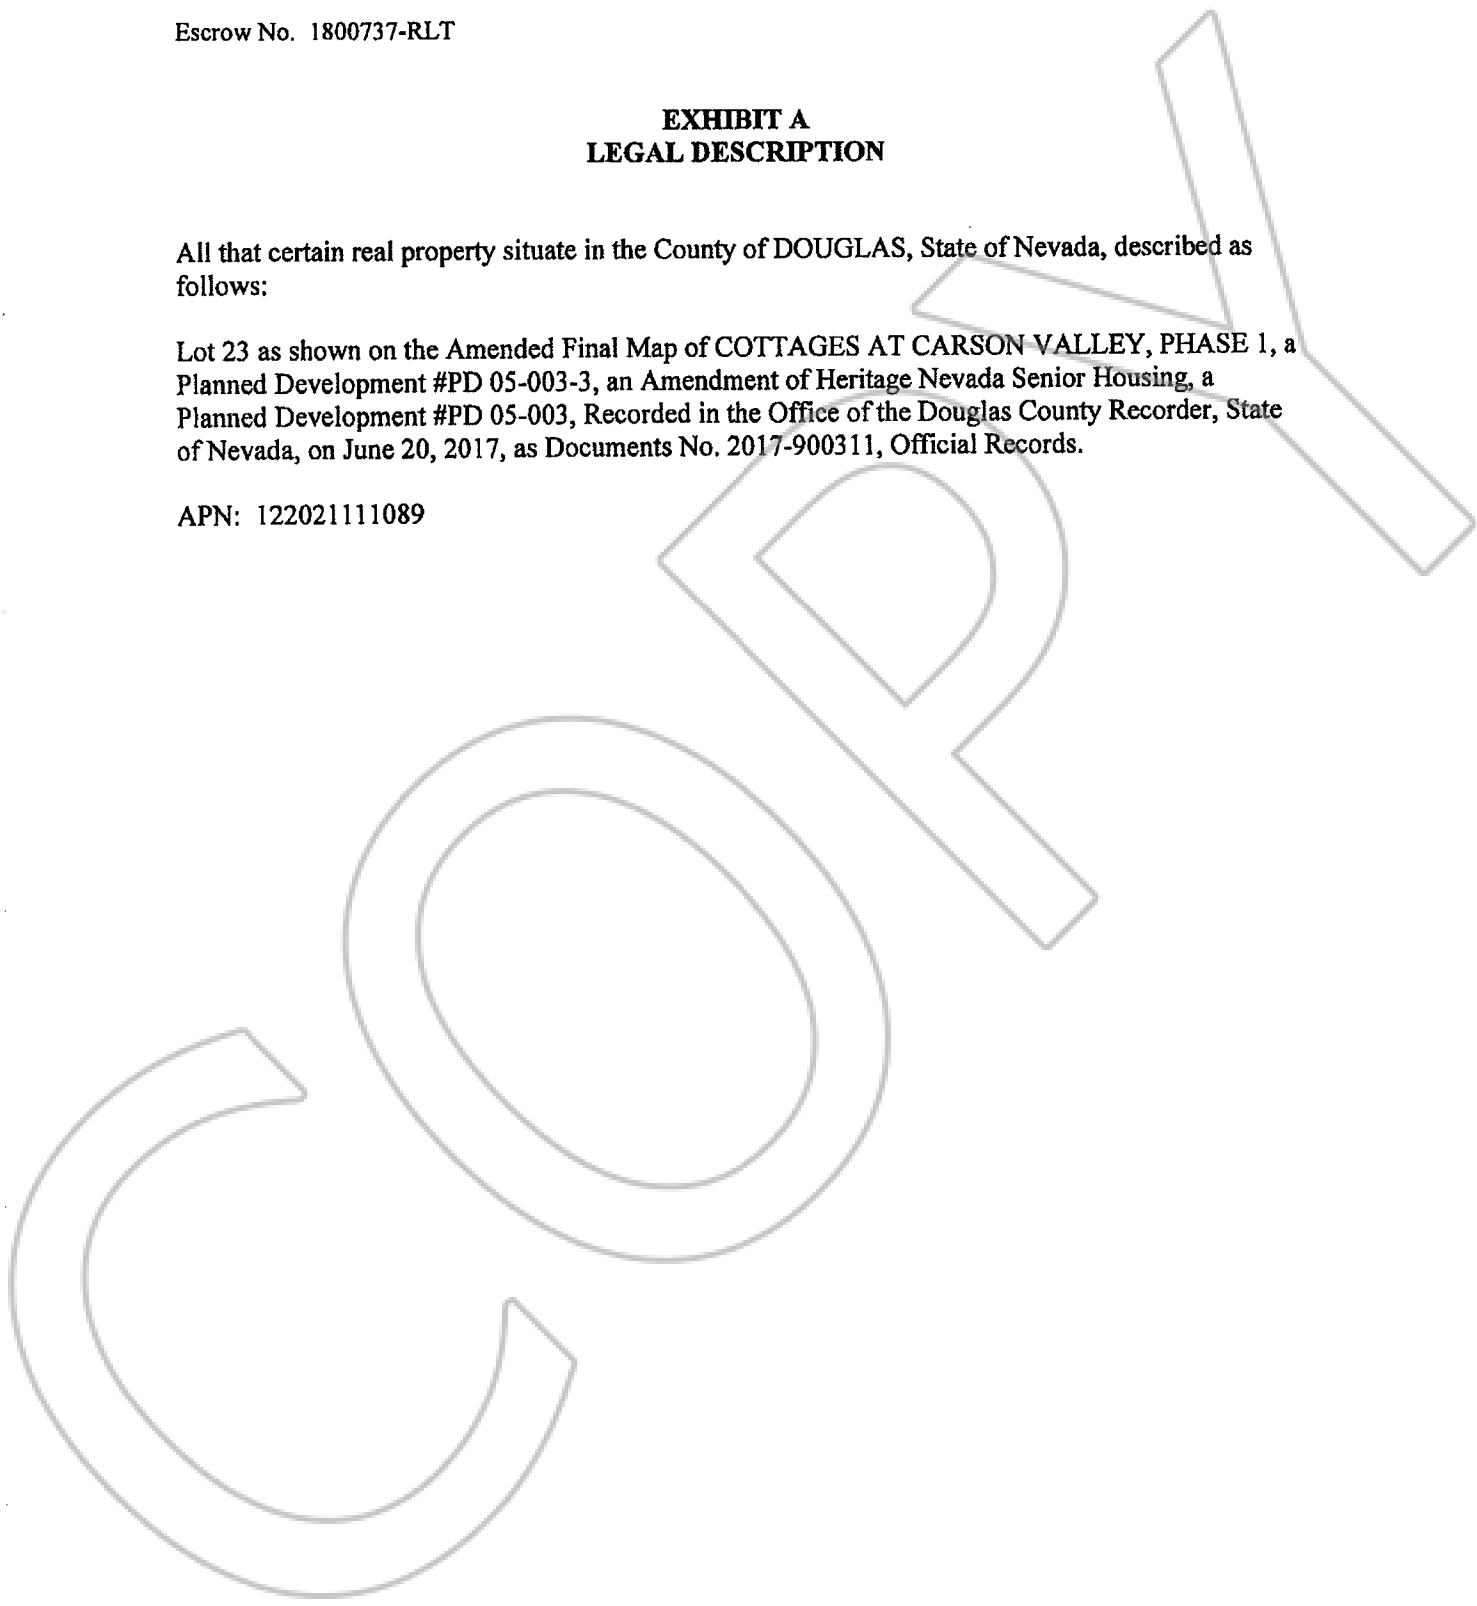 Escrow No. 1800737-RLT
EXHIBIT A
LEGAL DESCRIPTION
All that certain real property situate in the County of DOUGLAS, State of Nevada, described as
follows:
Lot 23 as shown on the Amended Final Map of COTTAGES AT CARSON VALLEY, PHASE 1, a
Planned Development #PD 05-003-3, an Amendment of Heritage Nevada Senior Housing, a
Planned Development #PD 05-003, Recorded in the Office of the Douglas County Recorder, State
of Nevada, on June 20, 2017, as Documents No. 2017-900311, Official Records.
APN: 122021111089
COPY